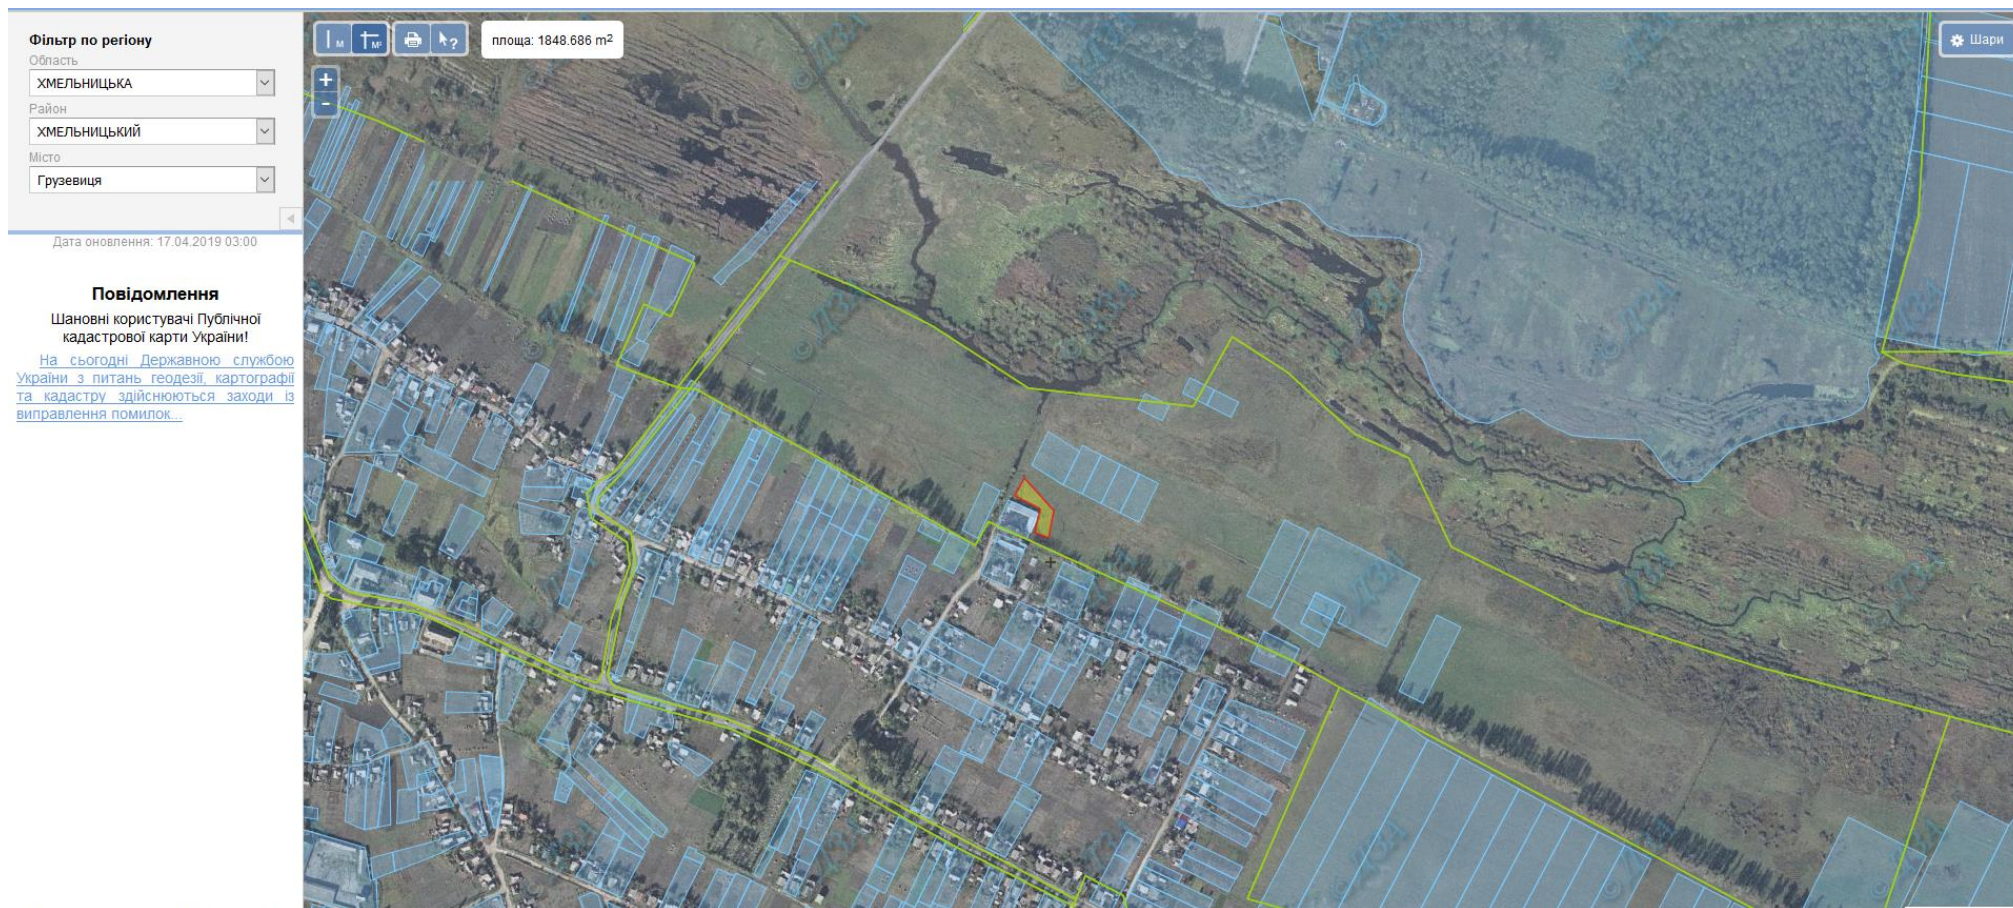 Фільтр по регіону
Область
ХМЕЛЬНИЦЬКА
Район
ХМЕЛЬНИЦЬКИЙ
Місто
Грузевиця
Дата оновлення: 17.04.2019 03:00
Повідомлення
Шановні користувачі Публічної
кадастрової карти України!
На сьогодні Державною службою
України з питань геодезії, картографії
та кадастру здійснюються заходи із
виправлення помилок...
м
м²
?
площа: 1848.686 m²
+
-
Шари
© ДЗА